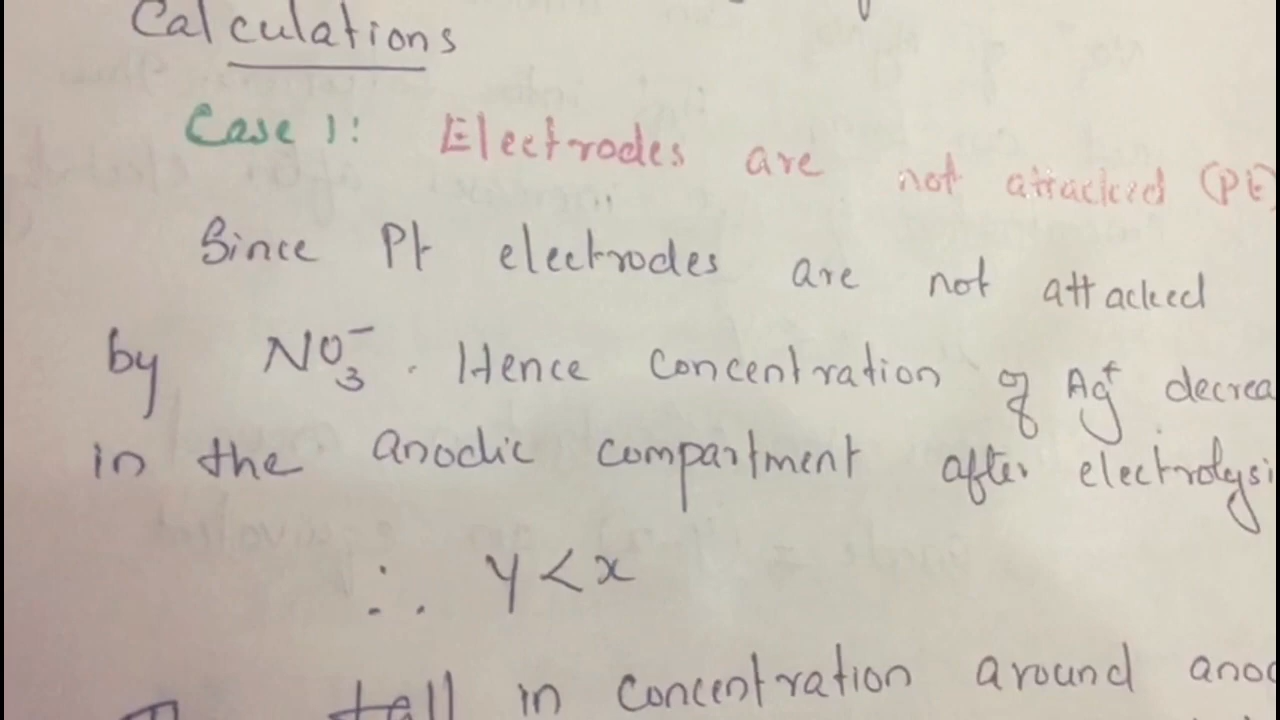 Calculations
Case 1: Electrodes are not attacked (Pt)
Since Pt electrodes are not attacked
by NO₃⁻. Hence concentration of Ag⁺ decrea
in the anodic compartment after electrolysi
∴ y < x
fall in concentration around anod